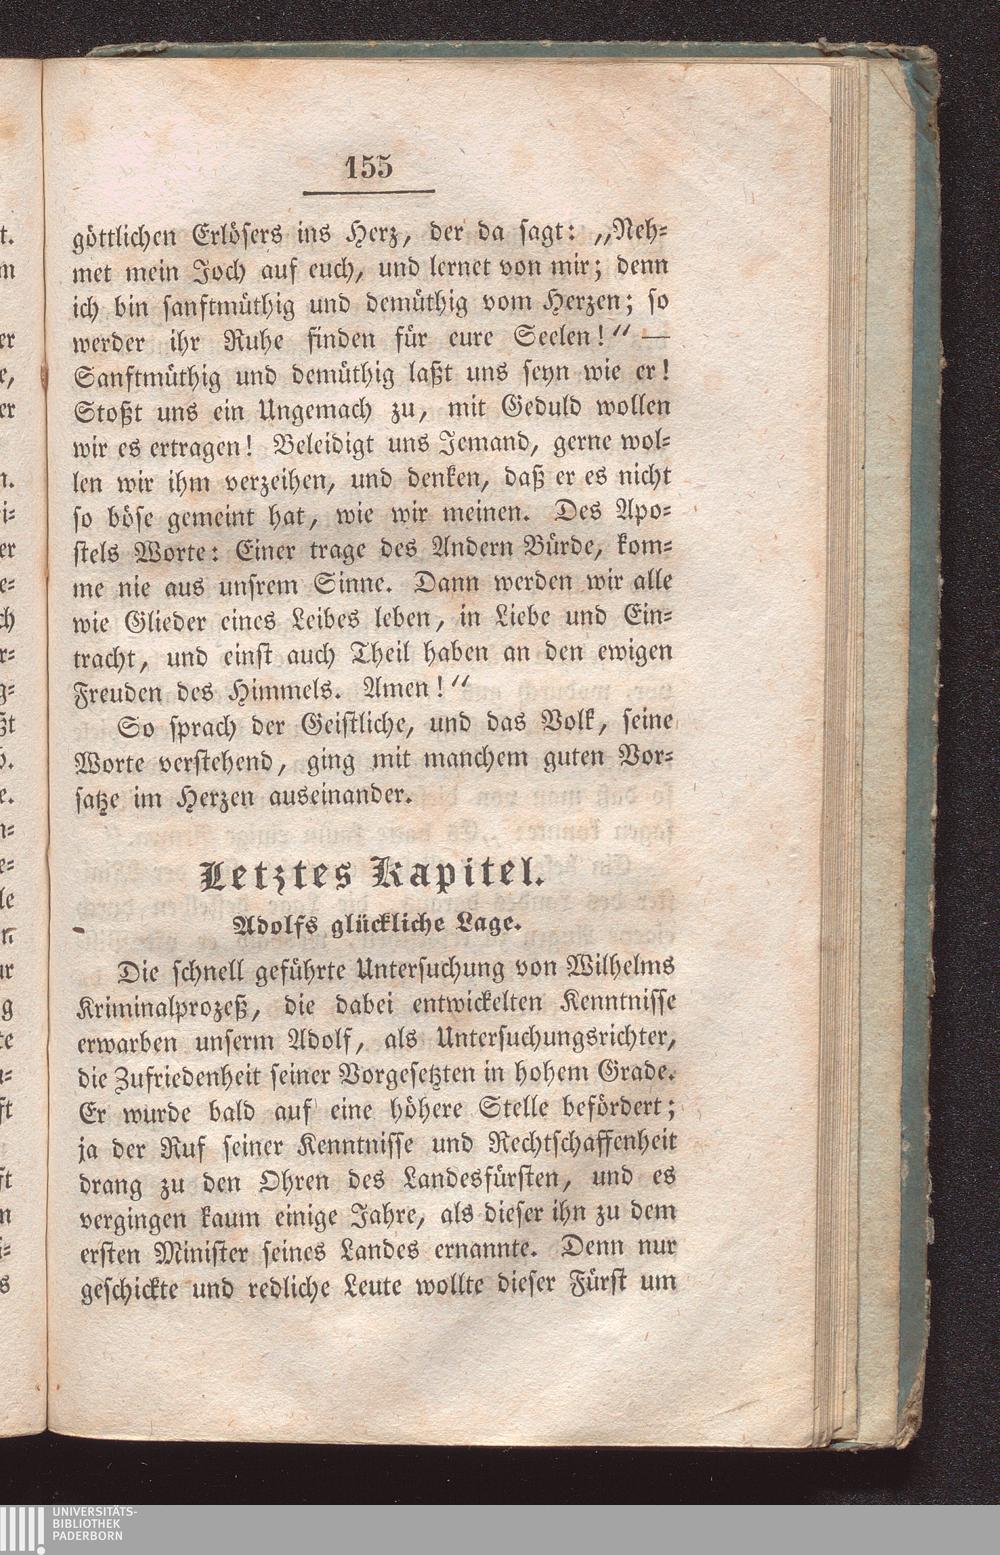 155
göttlichen Erlösers ins Herz, der da sagt: „Neh-
met mein Joch auf euch, und lernet von mir; denn
ich bin sanftmüthig und demüthig vom Herzen; so
werder ihr Ruhe finden für eure Seelen!“ —
Sanftmüthig und demüthig laßt uns seyn wie er!
Stoßt uns ein Ungemach zu, mit Geduld wollen
wir es ertragen! Beleidigt uns Jemand, gerne wol-
len wir ihm verzeihen, und denken, daß er es nicht
so böse gemeint hat, wie wir meinen. Des Apo-
stels Worte: Einer trage des Andern Bürde, kom-
me nie aus unsrem Sinne. Dann werden wir alle
wie Glieder eines Leibes leben, in Liebe und Ein-
tracht, und einst auch Theil haben an den ewigen
Freuden des Himmels. Amen!“
So sprach der Geistliche, und das Volk, seine
Worte verstehend, ging mit manchem guten Vor-
satze im Herzen auseinander.
Letztes Kapitel.
Adolfs glückliche Lage.
Die schnell geführte Untersuchung von Wilhelms
Kriminalprozeß, die dabei entwickelten Kenntnisse
erwarben unserm Adolf, als Untersuchungsrichter,
die Zufriedenheit seiner Vorgesetzten in hohem Grade.
Er wurde bald auf eine höhere Stelle befördert;
ja der Ruf seiner Kenntnisse und Rechtschaffenheit
drang zu den Ohren des Landesfürsten, und es
vergingen kaum einige Jahre, als dieser ihn zu dem
ersten Minister seines Landes ernannte. Denn nur
geschickte und redliche Leute wollte dieser Fürst um
UNIVERSITÄTS-
BIBLIOTHEK
PADERBORN